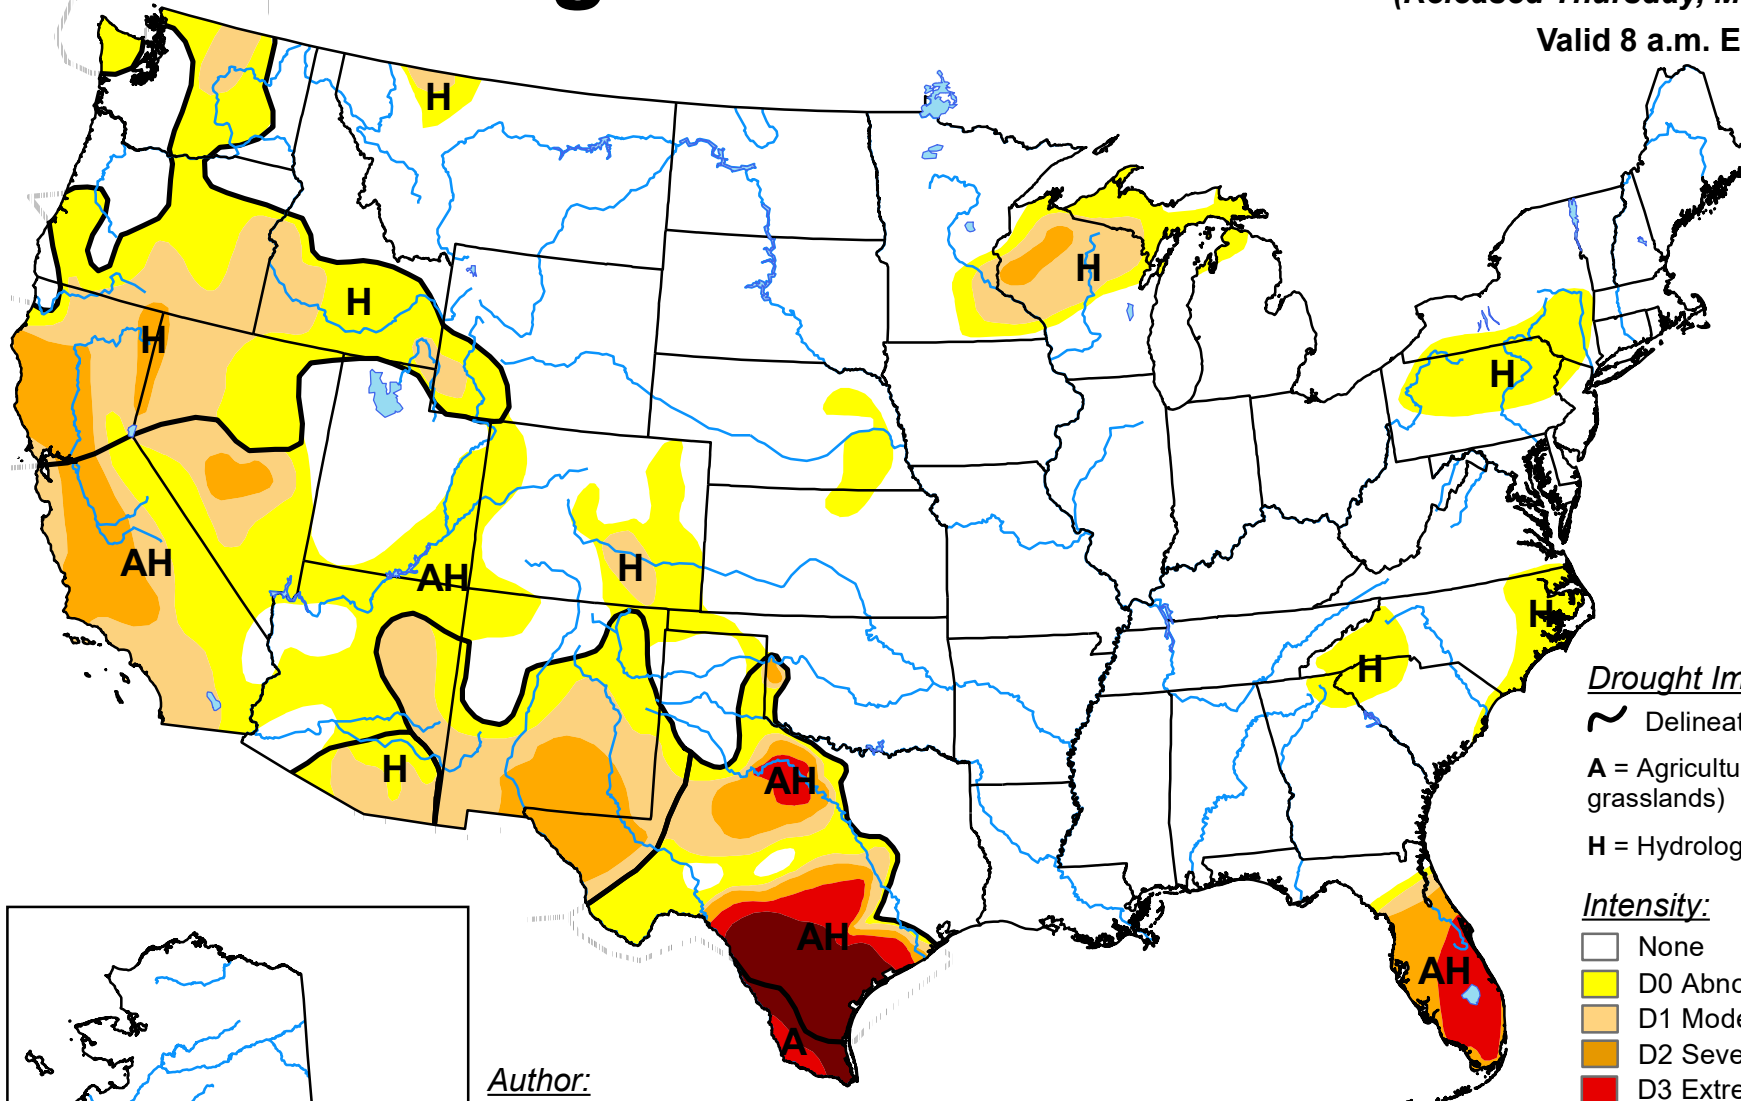 Valid 8 a.m. E
H
H
H
H
H
AH
AH
H
H
H
H
AH
AH
AH
A
AH
Drought Im
Delineat
A = Agricultu
grasslands)
H = Hydrolog
Intensity:
None
D0 Abno
D1 Mode
D2 Seve
D3 Extre
Author: